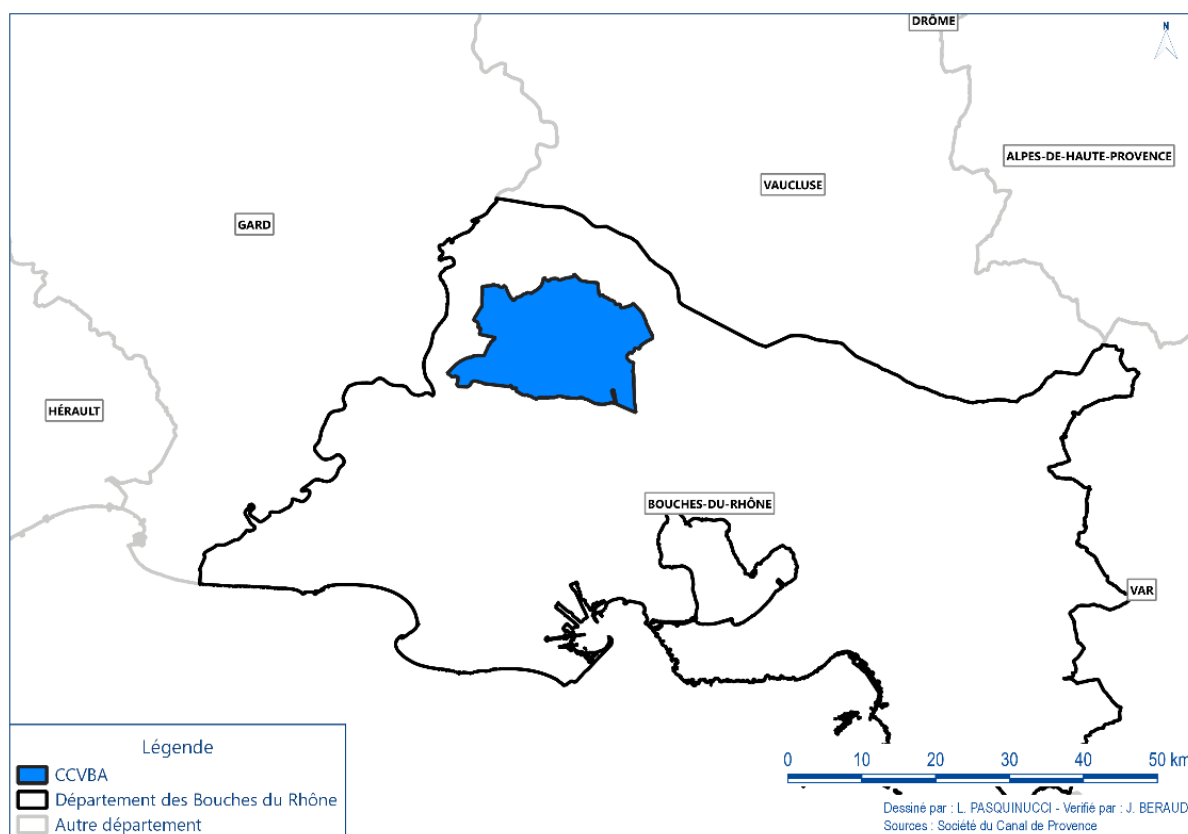 DRÔME
N
ALPES-DE-HAUTE-PROVENCE
VAUCLUSE
GARD
HÉRAULT
BOUCHES-DU-RHÔNE
VAR
Légende
CCVBA
Département des Bouches du Rhône
Autre département
0 10 20 30 40 50 km
Dessiné par : L. PASQUINUCCI - Verifié par : J. BERAUD
Sources : Société du Canal de Provence